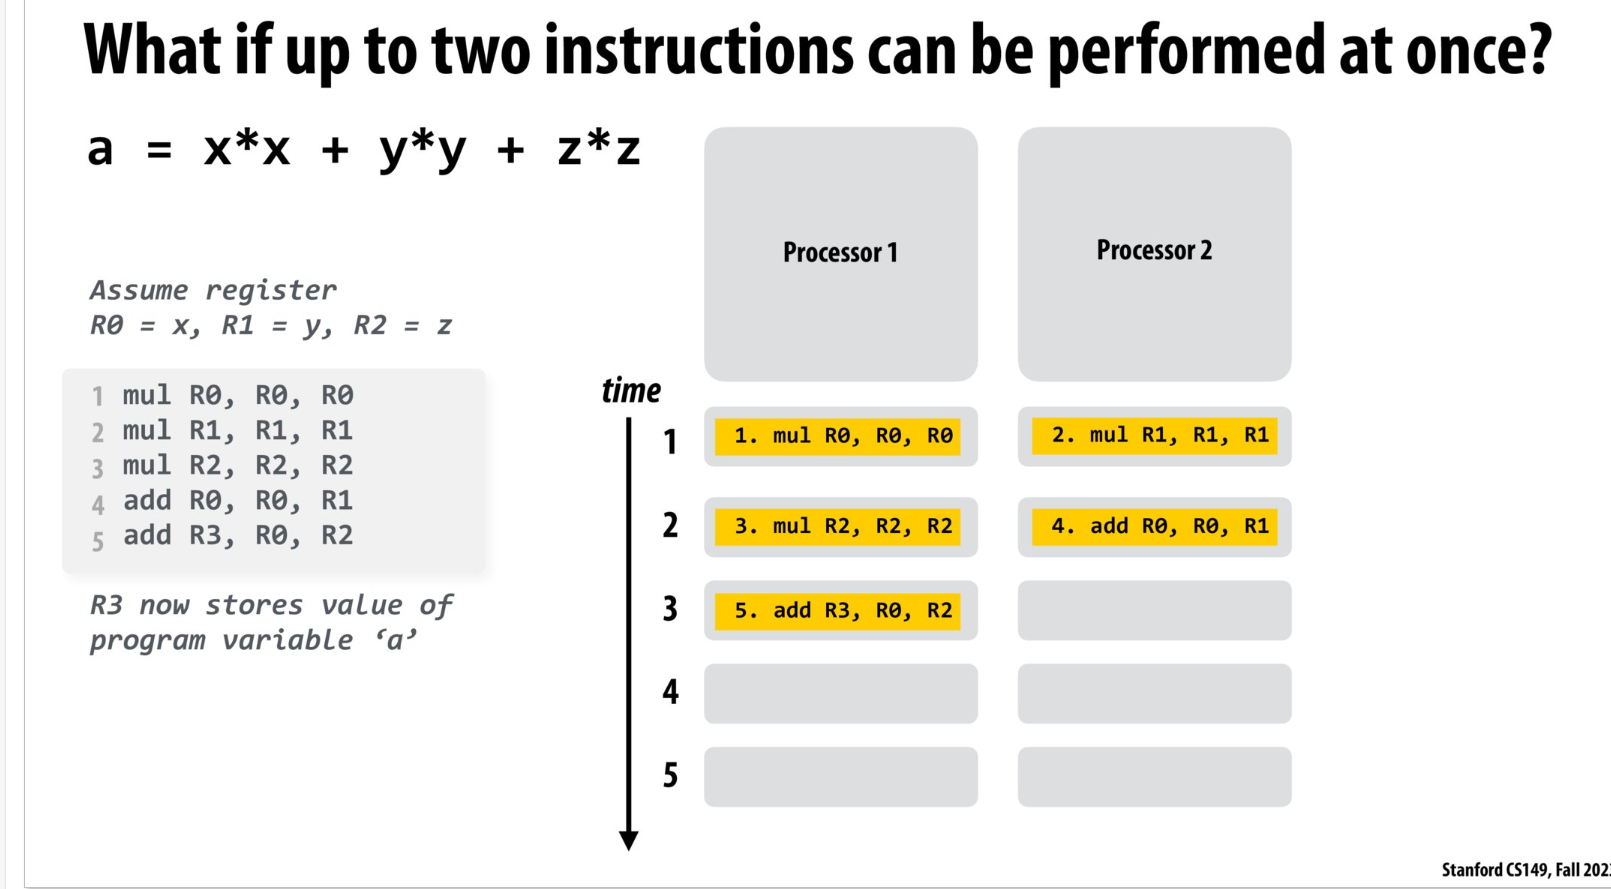 What if up to two instructions can be performed at once?
a = x*x + y*y + z*z
Assume register
R0 = x, R1 = y, R2 = z
1 mul R0, R0, R0
2 mul R1, R1, R1
3 mul R2, R2, R2
4 add R0, R0, R1
5 add R3, R0, R2
R3 now stores value of
program variable ‘a’
Processor 1
Processor 2
time
1 1. mul R0, R0, R0 2. mul R1, R1, R1
2 3. mul R2, R2, R2 4. add R0, R0, R1
3 5. add R3, R0, R2
4
5
Stanford CS149, Fall